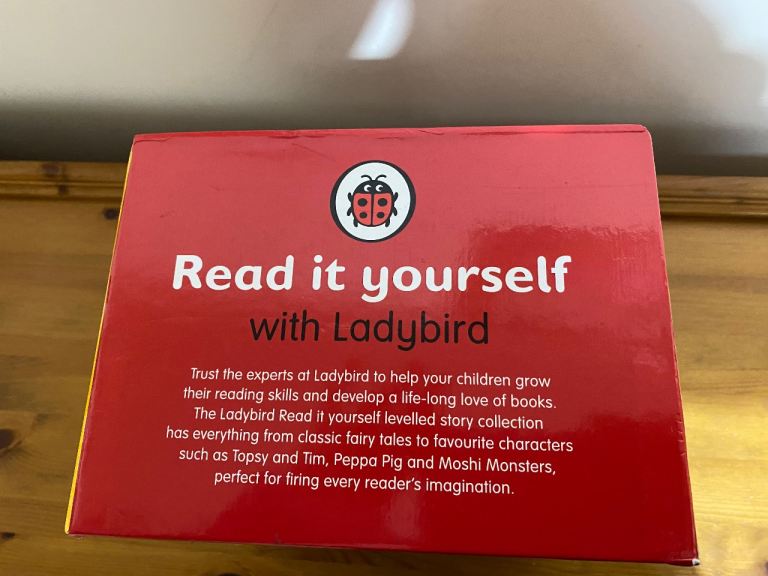 Read it yourself
with Ladybird
Trust the experts at Ladybird to help your children grow
their reading skills and develop a life-long love of books.
The Ladybird Read it yourself levelled story collection
has everything from classic fairy tales to favourite characters
such as Topsy and Tim, Peppa Pig and Moshi Monsters,
perfect for firing every reader's imagination.